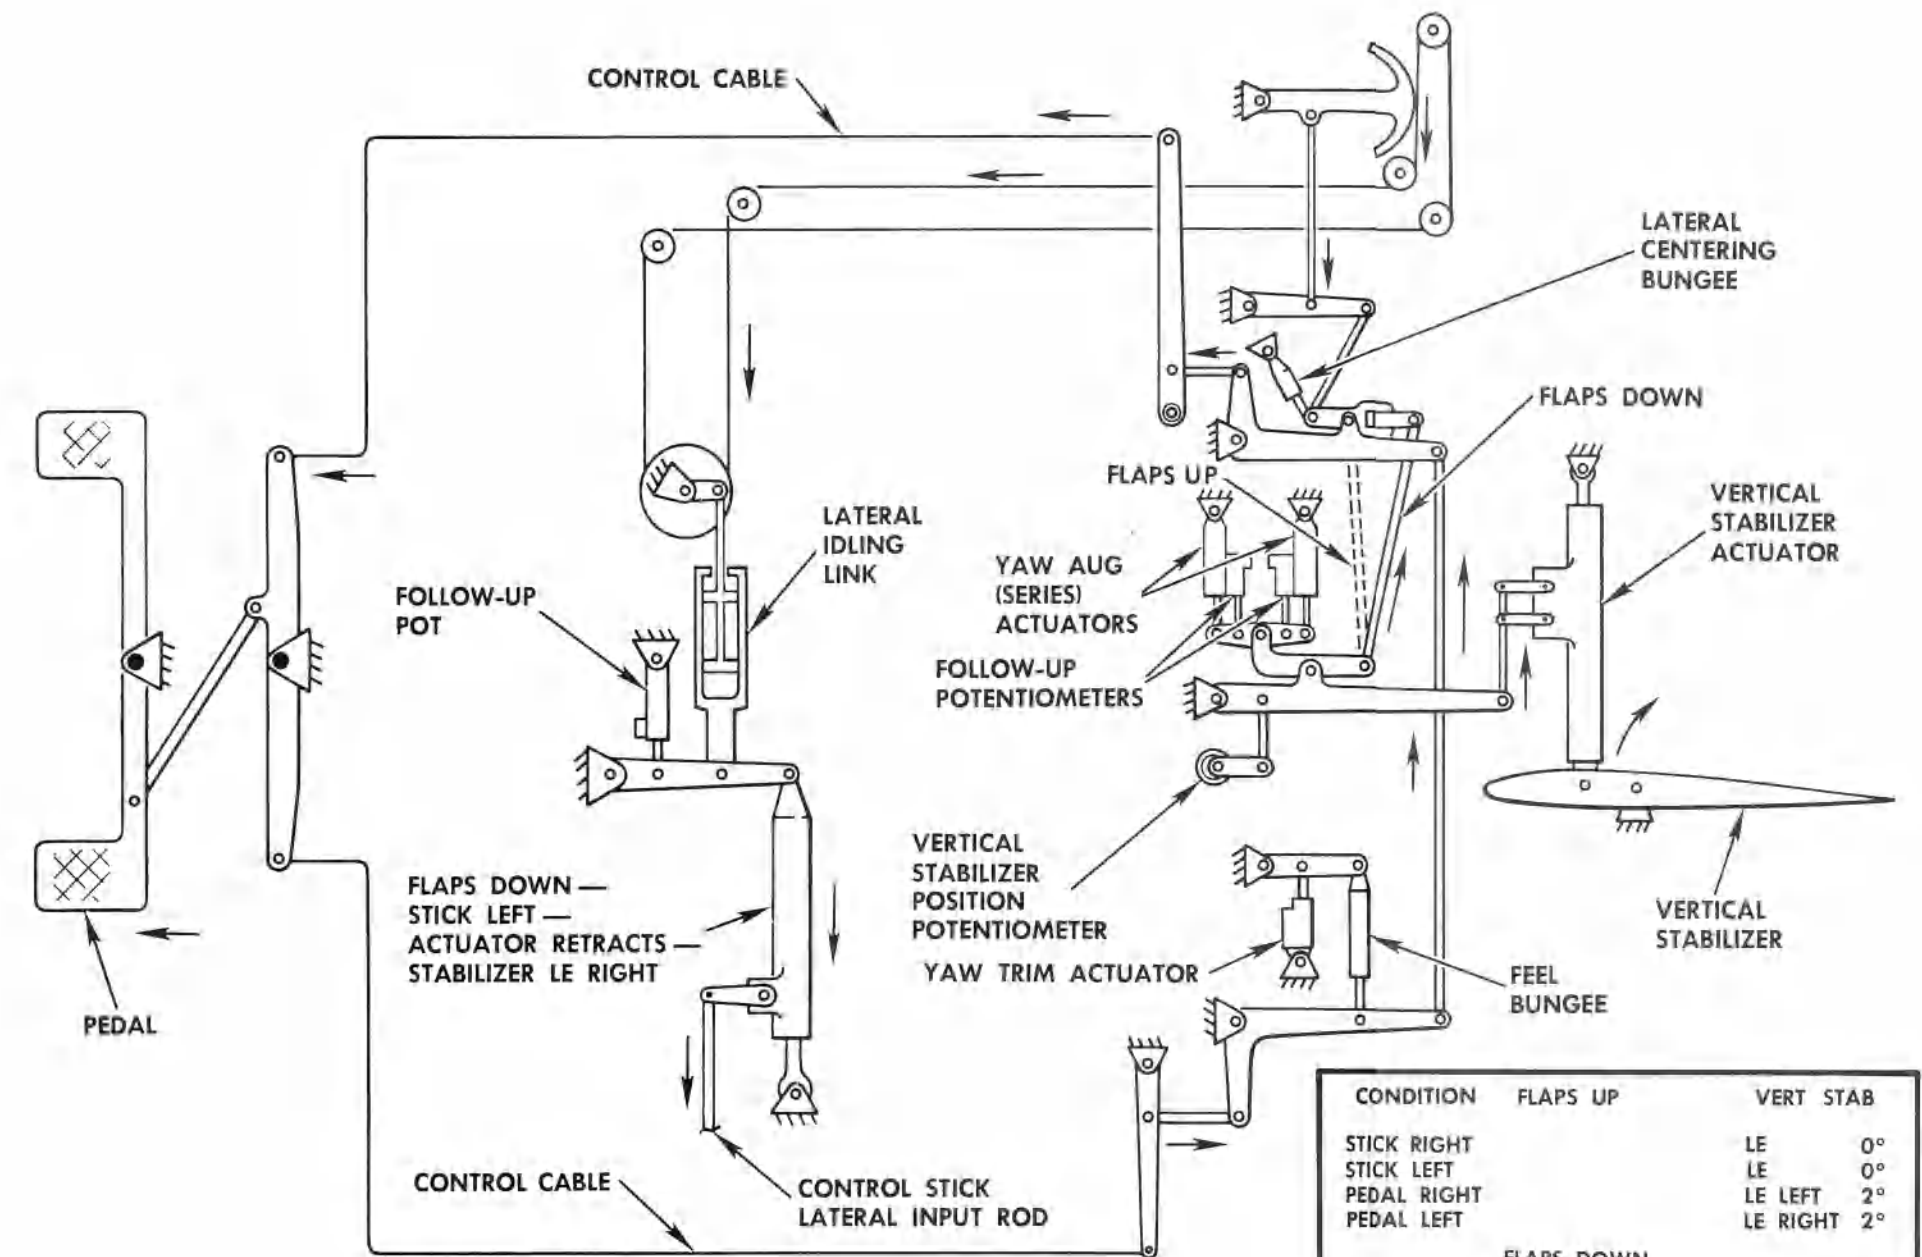 CONTROL CABLE
LATERAL
CENTERING
BUNGEE
FLAPS DOWN
FLAPS UP
VERTICAL
STABILIZER
ACTUATOR
LATERAL
IDLING
LINK
YAW AUG
(SERIES)
ACTUATORS
FOLLOW-UP
POT
FOLLOW-UP
POTENTIOMETERS
VERTICAL
STABILIZER
POSITION
POTENTIOMETER
FLAPS DOWN —
STICK LEFT —
ACTUATOR RETRACTS —
STABILIZER LE RIGHT
VERTICAL
STABILIZER
YAW TRIM ACTUATOR
FEEL
BUNGEE
PEDAL
CONTROL CABLE
CONTROL STICK
LATERAL INPUT ROD
CONDITION FLAPS UP VERT STAB
STICK RIGHT LE 0°
STICK LEFT LE 0°
PEDAL RIGHT LE LEFT 2°
PEDAL LEFT LE RIGHT 2°
FLAPS DOWN